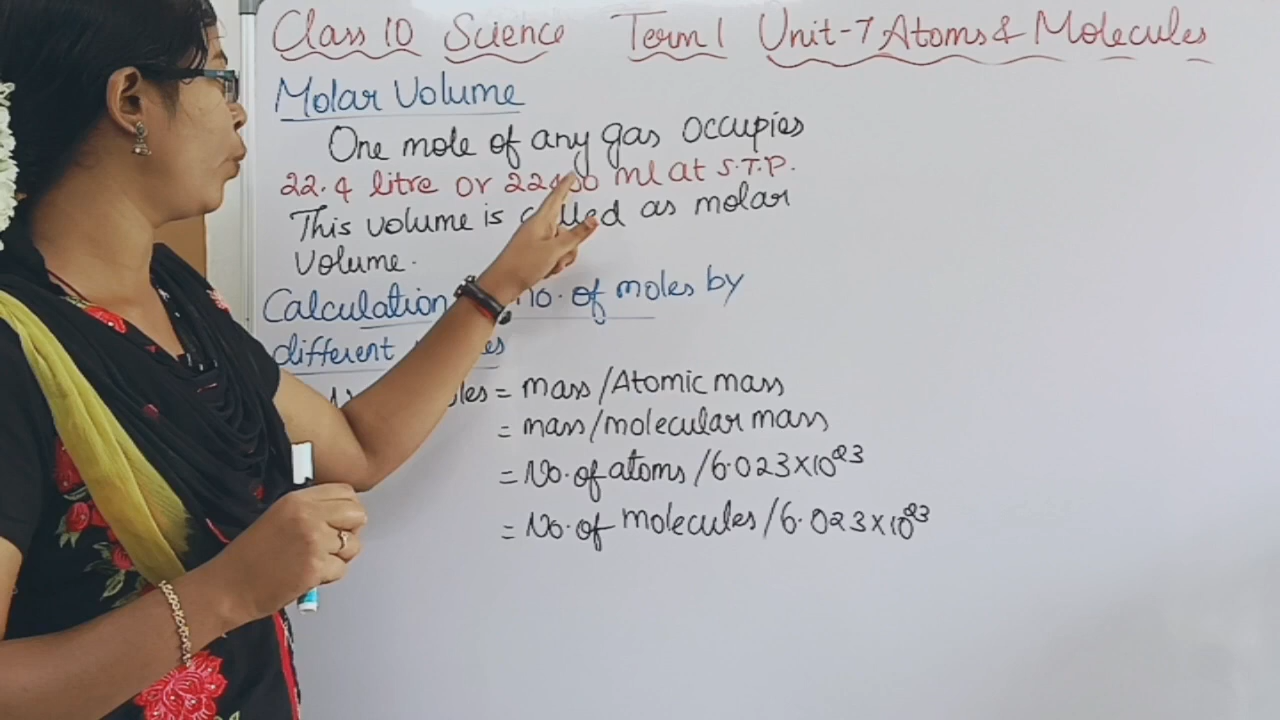 Class 10 Science Term 1 Unit-7 Atoms & Molecules
Molar Volume
One mole of any gas occupies
22.4 litre or ml at S.T.P.
This volume is called as molar
Volume.
Calculation no. of moles by
different
= mass/Atomic mass
= mass/molecular mass
= No. of atoms/6.023×10²³
= No. of molecules/6.023×10²³